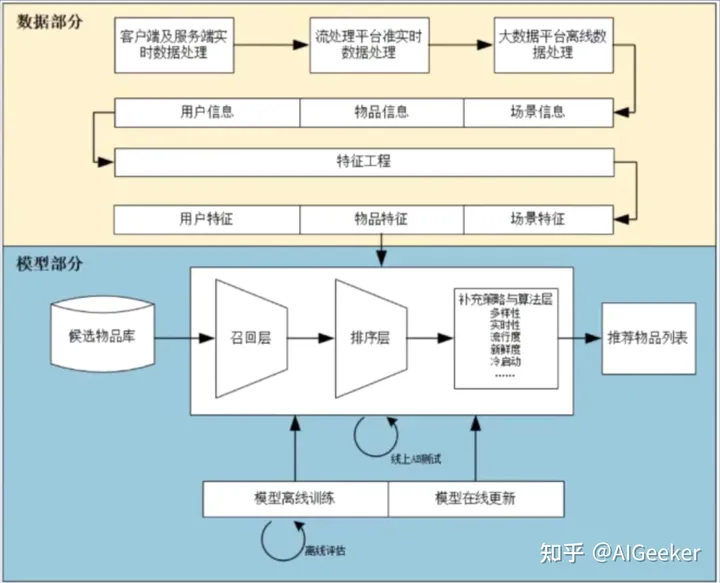 数据部分
客户端及服务端实
时数据处理
流处理平台准实时
数据处理
大数据平台离线数
据处理
用户信息
物品信息
场景信息
特征工程
用户特征
物品特征
场景特征
模型部分
候选物品库
召回层
排序层
补充策略与算法层
多样性
实时性
流行度
新鲜度
冷启动
......
推荐物品列表
线上AB测试
模型离线训练
模型在线更新
离线评估
知乎 @AIGeeker